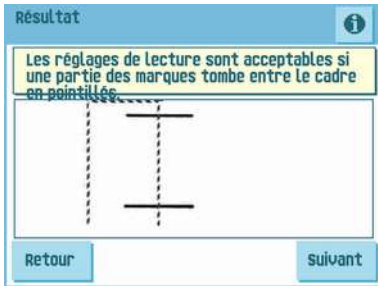 Résultat
Les réglages de lecture sont acceptables si
une partie des marques tombe entre le cadre
en pointillés.
Retour
Suivant